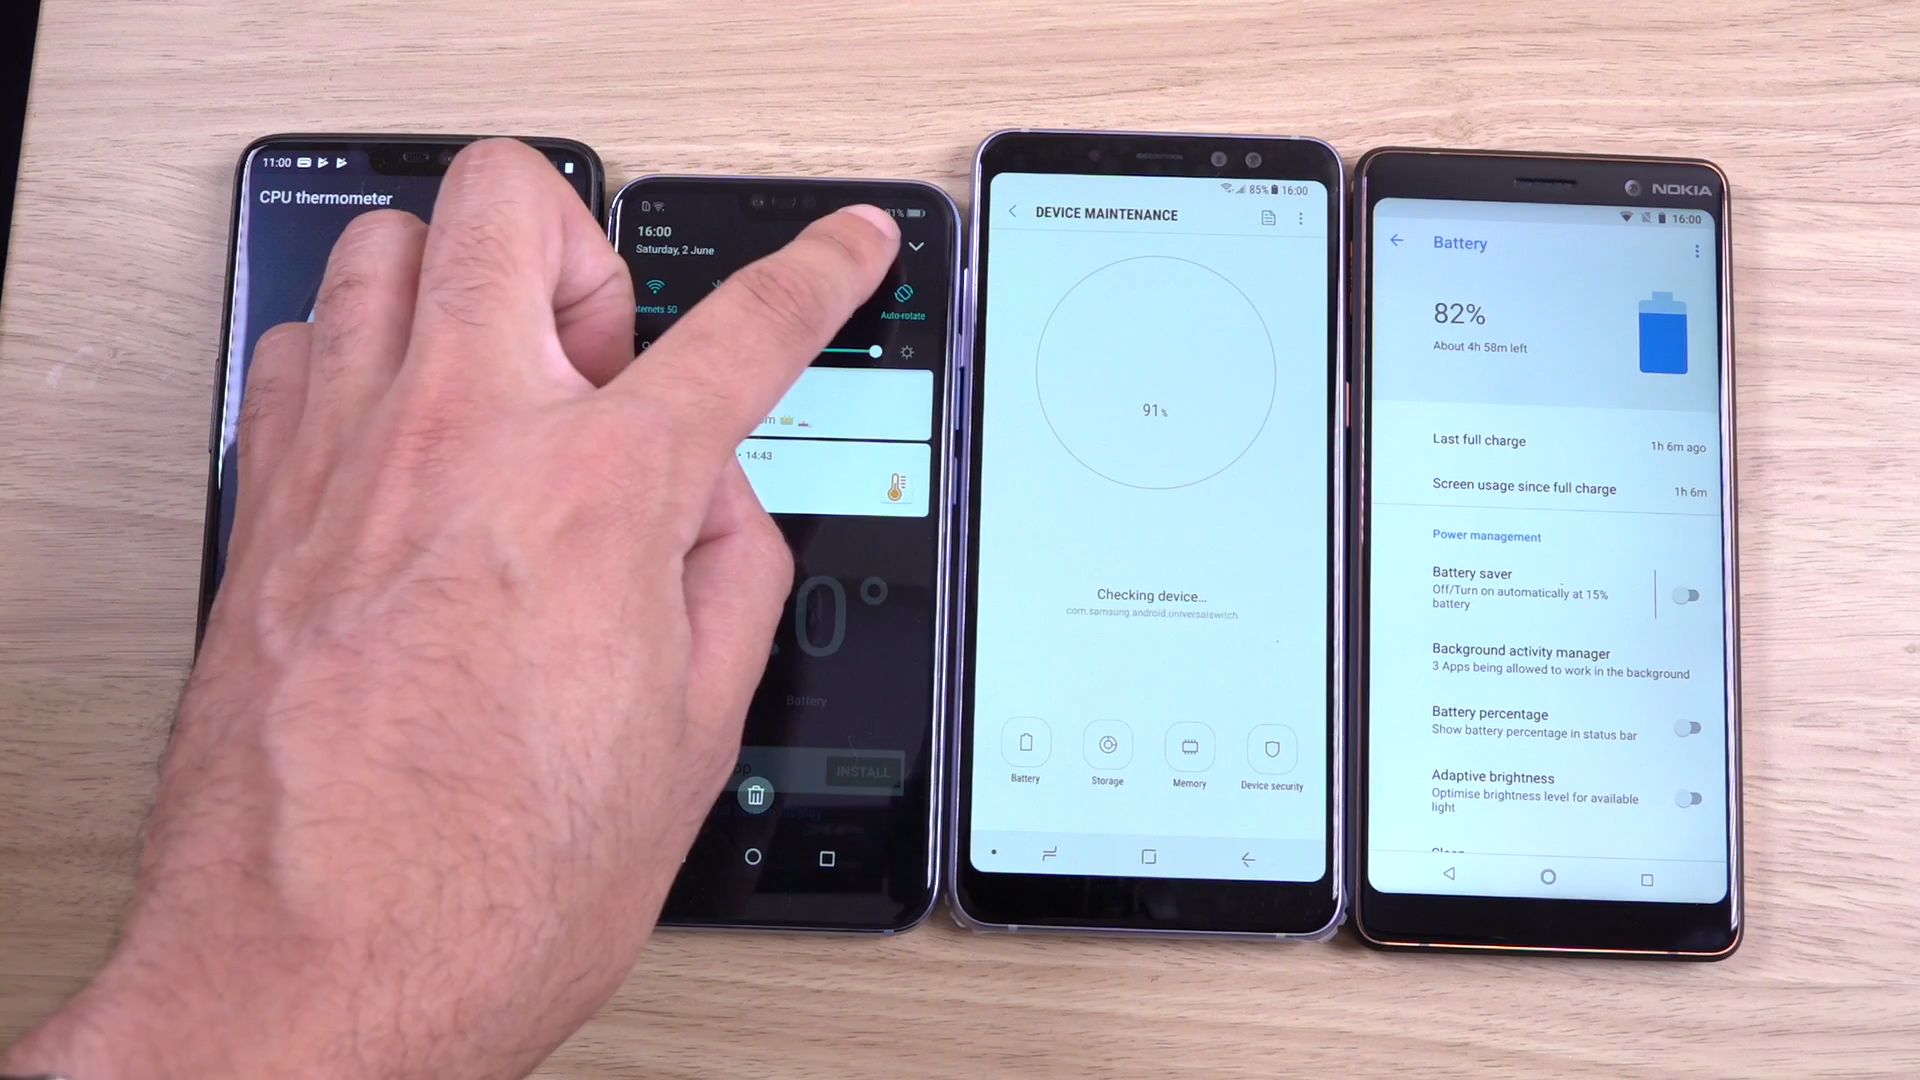 11:00
CPU thermometer
16:00
Saturday, 2 June
Auto-rotate
14:43
0°
Battery
INSTALL
85% 16:00
DEVICE MAINTENANCE
91%
Checking device...
com.samsung.android.universalswitch
Battery
Storage
Memory
Device security
NOKIA
16:00
Battery
82%
About 4h 58m left
Last full charge
1h 6m ago
Screen usage since full charge
1h 6m
Power management
Battery saver
Off/Turn on automatically at 15%
battery
Background activity manager
3 Apps being allowed to work in the background
Battery percentage
Show battery percentage in status bar
Adaptive brightness
Optimise brightness level for available
light